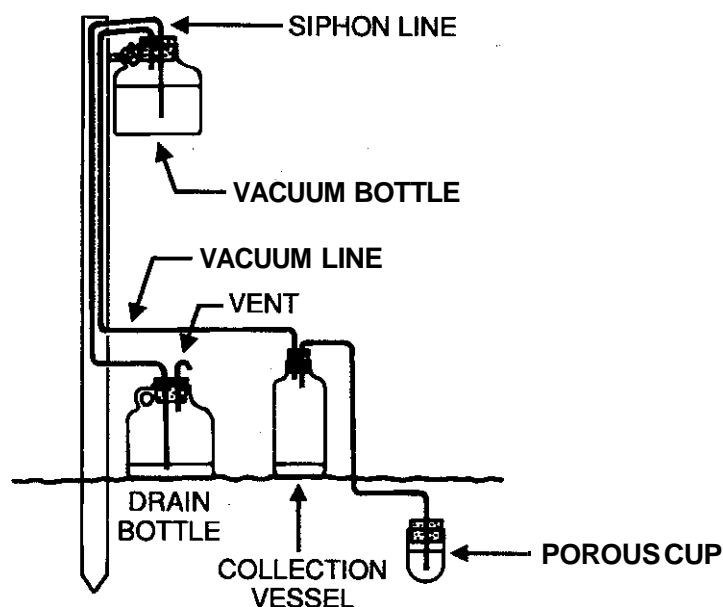 SIPHON LINE
VACUUM BOTTLE
VACUUM LINE
VENT
DRAIN
BOTTLE
COLLECTION
VESSEL
POROUS CUP